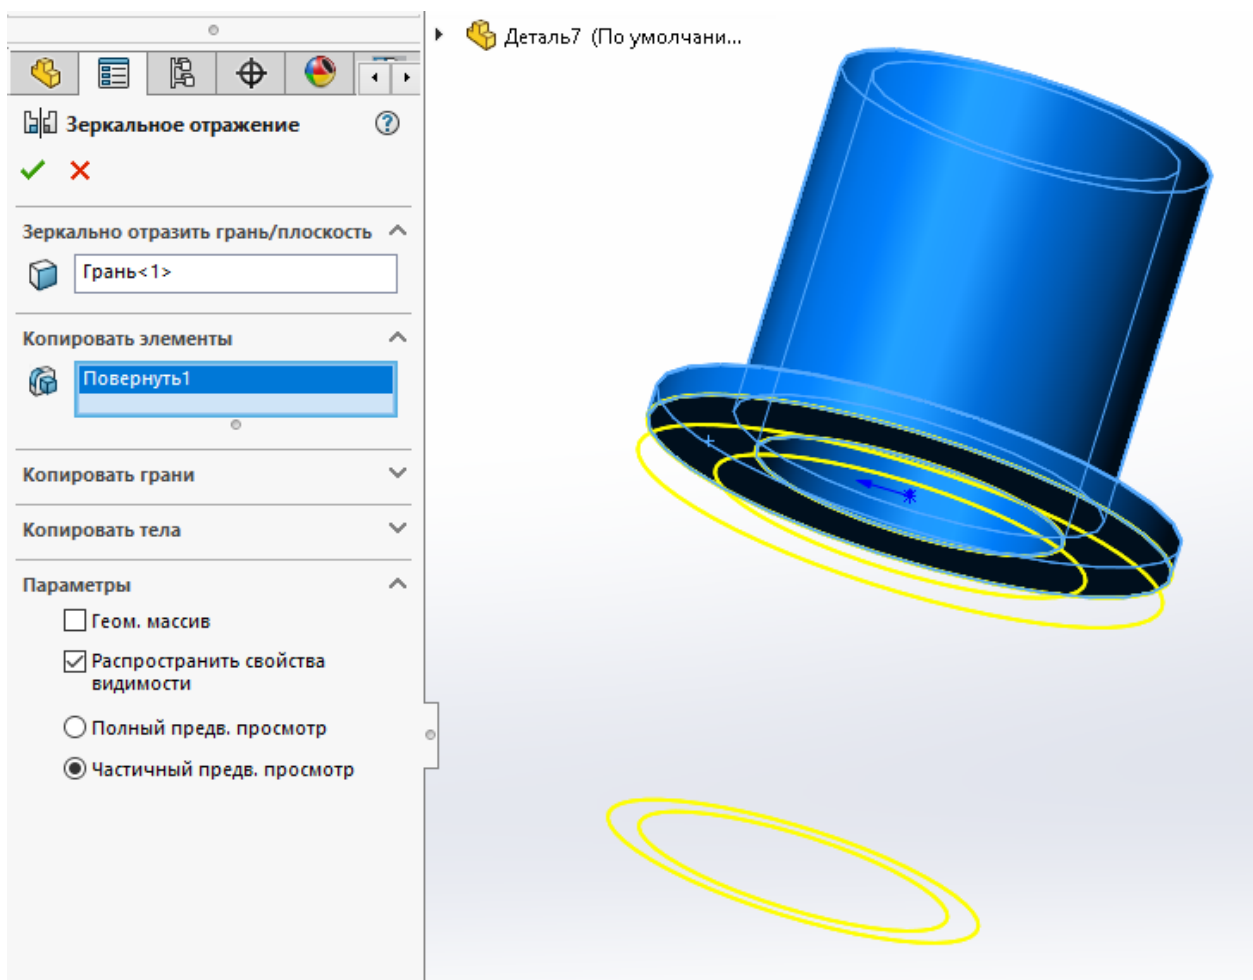 Деталь7 (По умолчани...
Зеркальное отражение
Зеркально отразить грань/плоскость
Грань<1>
Копировать элементы
Повернуть1
Копировать грани
Копировать тела
Параметры
Геом. массив
Распространить свойства
видимости
Полный предв. просмотр
Частичный предв. просмотр